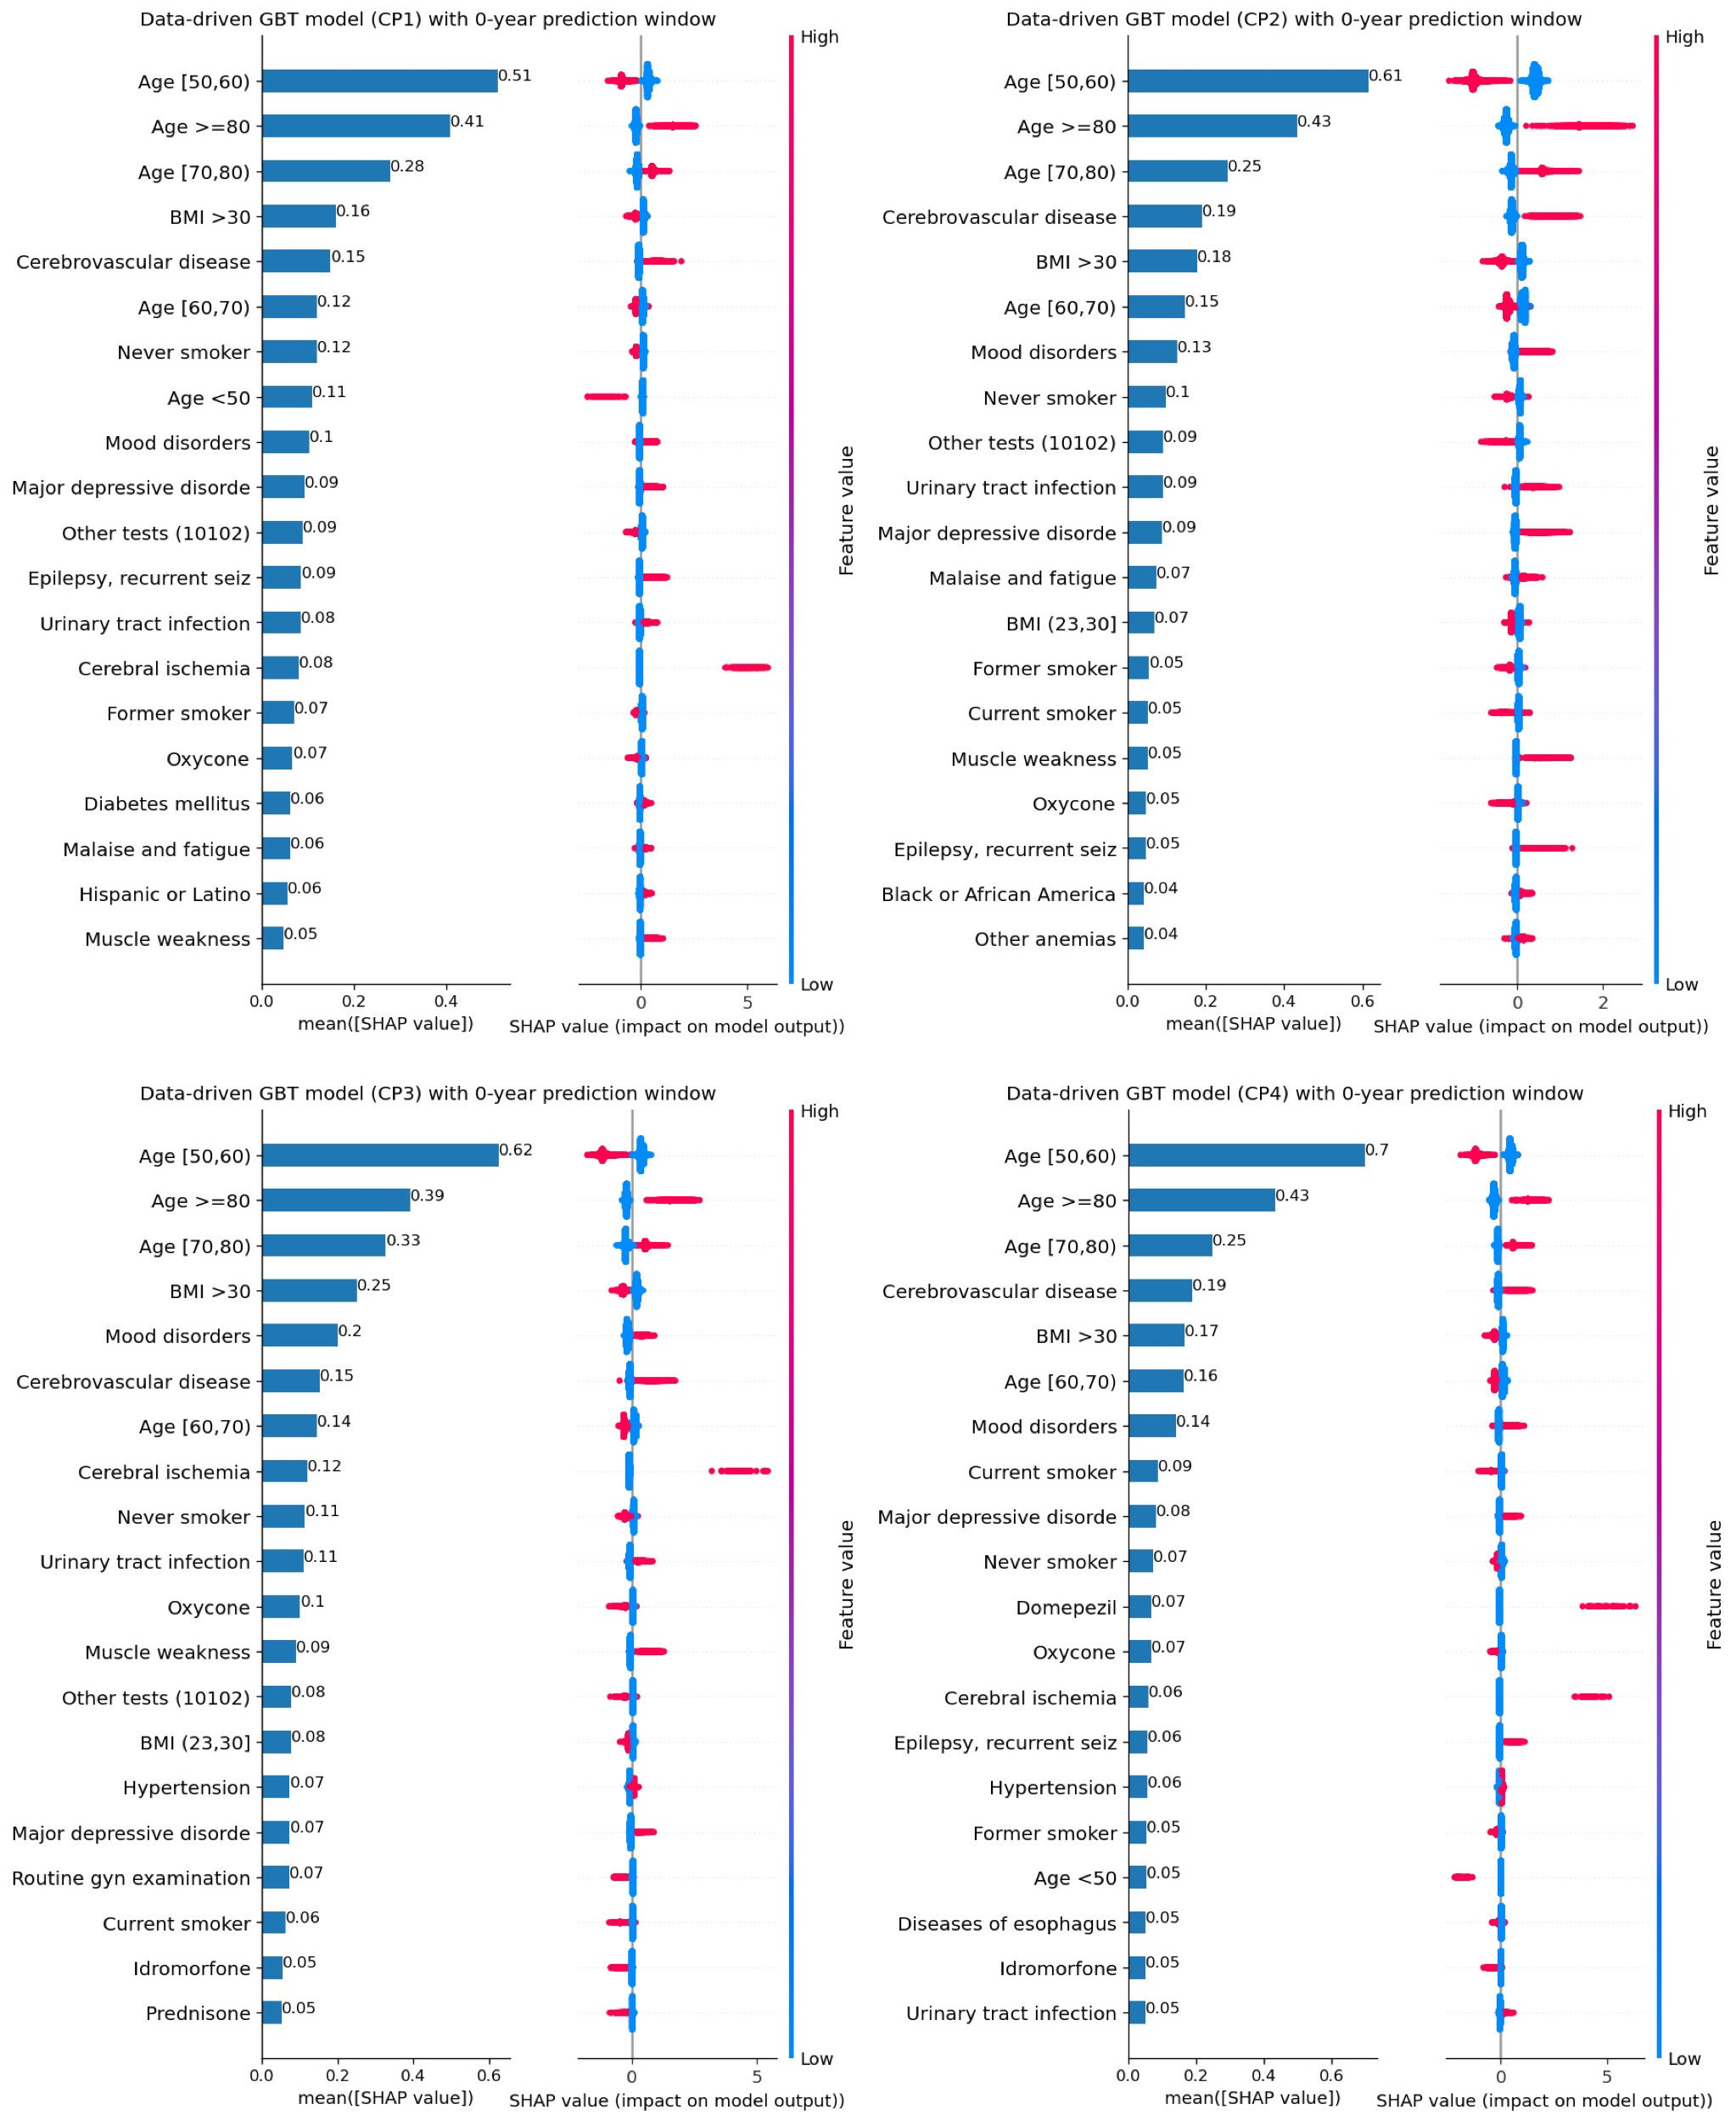 Data-driven GBT model (CP1) with 0-year prediction window
High
Age [50,60) 0.51
Age >=80 0.41
Age [70,80) 0.28
BMI >30 0.16
Cerebrovascular disease 0.15
Age [60,70) 0.12
Never smoker 0.12
Age <50 0.11
Mood disorders 0.1
Major depressive disorde 0.09
Other tests (10102) 0.09
Epilepsy, recurrent seiz 0.09
Urinary tract infection 0.08
Cerebral ischemia 0.08
Former smoker 0.07
Oxycone 0.07
Diabetes mellitus 0.06
Malaise and fatigue 0.06
Hispanic or Latino 0.06
Muscle weakness 0.05
Feature value
Low
0.0 0.2 0.4
0 5
mean([SHAP value])
SHAP value (impact on model output))
Data-driven GBT model (CP2) with 0-year prediction window
High
Age [50,60) 0.61
Age >=80 0.43
Age [70,80) 0.25
Cerebrovascular disease 0.19
BMI >30 0.18
Age [60,70) 0.15
Mood disorders 0.13
Never smoker 0.1
Other tests (10102) 0.09
Urinary tract infection 0.09
Major depressive disorde 0.09
Malaise and fatigue 0.07
BMI (23,30] 0.07
Former smoker 0.05
Current smoker 0.05
Muscle weakness 0.05
Oxycone 0.05
Epilepsy, recurrent seiz 0.05
Black or African America 0.04
Other anemias 0.04
Feature value
Low
0.0 0.2 0.4 0.6
0 2
mean([SHAP value])
SHAP value (impact on model output))
Data-driven GBT model (CP3) with 0-year prediction window
High
Age [50,60) 0.62
Age >=80 0.39
Age [70,80) 0.33
BMI >30 0.25
Mood disorders 0.2
Cerebrovascular disease 0.15
Age [60,70) 0.14
Cerebral ischemia 0.12
Never smoker 0.11
Urinary tract infection 0.11
Oxycone 0.1
Muscle weakness 0.09
Other tests (10102) 0.08
BMI (23,30] 0.08
Hypertension 0.07
Major depressive disorde 0.07
Routine gyn examination 0.07
Current smoker 0.06
Idromorfone 0.05
Prednisone 0.05
Feature value
Low
0.0 0.2 0.4 0.6
0 5
mean([SHAP value])
SHAP value (impact on model output))
Data-driven GBT model (CP4) with 0-year prediction window
High
Age [50,60) 0.7
Age >=80 0.43
Age [70,80) 0.25
Cerebrovascular disease 0.19
BMI >30 0.17
Age [60,70) 0.16
Mood disorders 0.14
Current smoker 0.09
Major depressive disorde 0.08
Never smoker 0.07
Domepezil 0.07
Oxycone 0.07
Cerebral ischemia 0.06
Epilepsy, recurrent seiz 0.06
Hypertension 0.06
Former smoker 0.05
Age <50 0.05
Diseases of esophagus 0.05
Idromorfone 0.05
Urinary tract infection 0.05
Feature value
Low
0.0 0.2 0.4 0.6
0 5
mean([SHAP value])
SHAP value (impact on model output))